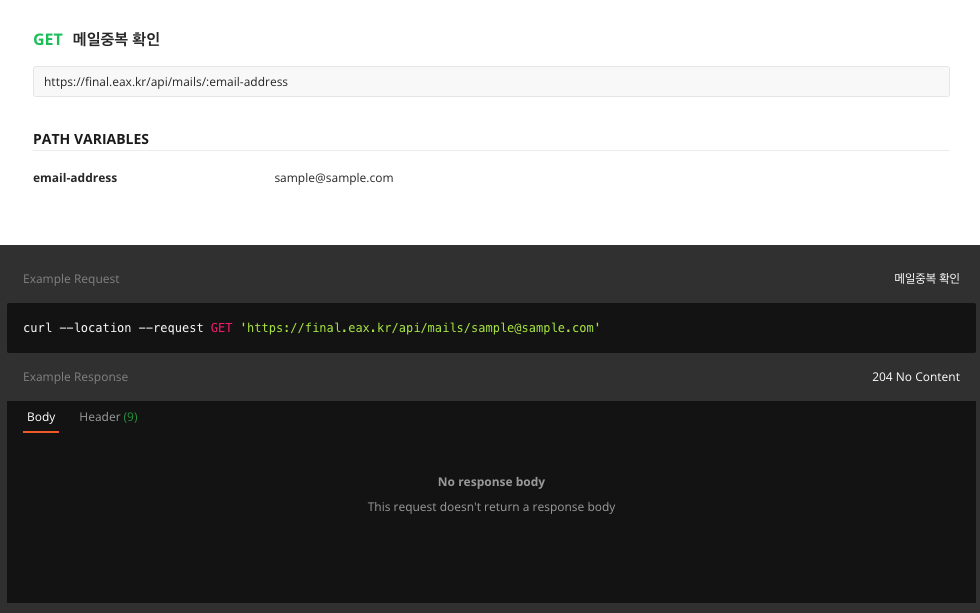 GET 메일중복 확인
https://final.eax.kr/api/mails/:email-address
PATH VARIABLES
email-address sample@sample.com
Example Request 메일중복 확인
curl --location --request GET 'https://final.eax.kr/api/mails/sample@sample.com'
Example Response 204 No Content
Body Header (9)
No response body
This request doesn't return a response body